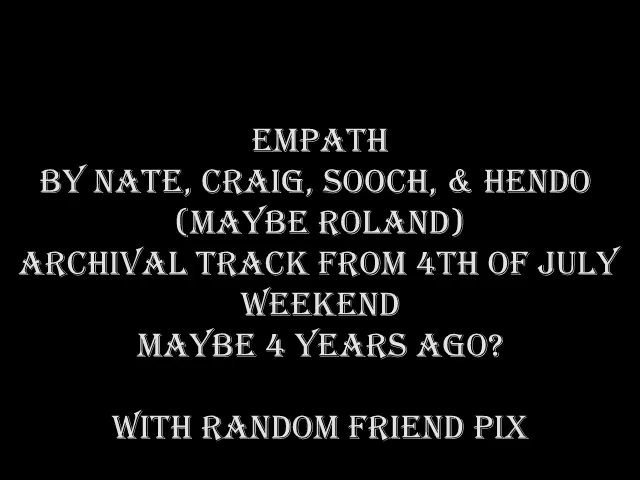 EMPATH
BY NATE, CRAIG, SOOCH, & HENDO
(MAYBE ROLAND)
ARCHIVAL TRACK FROM 4TH OF JULY
WEEKEND
MAYBE 4 YEARS AGO?
WITH RANDOM FRIEND PIX